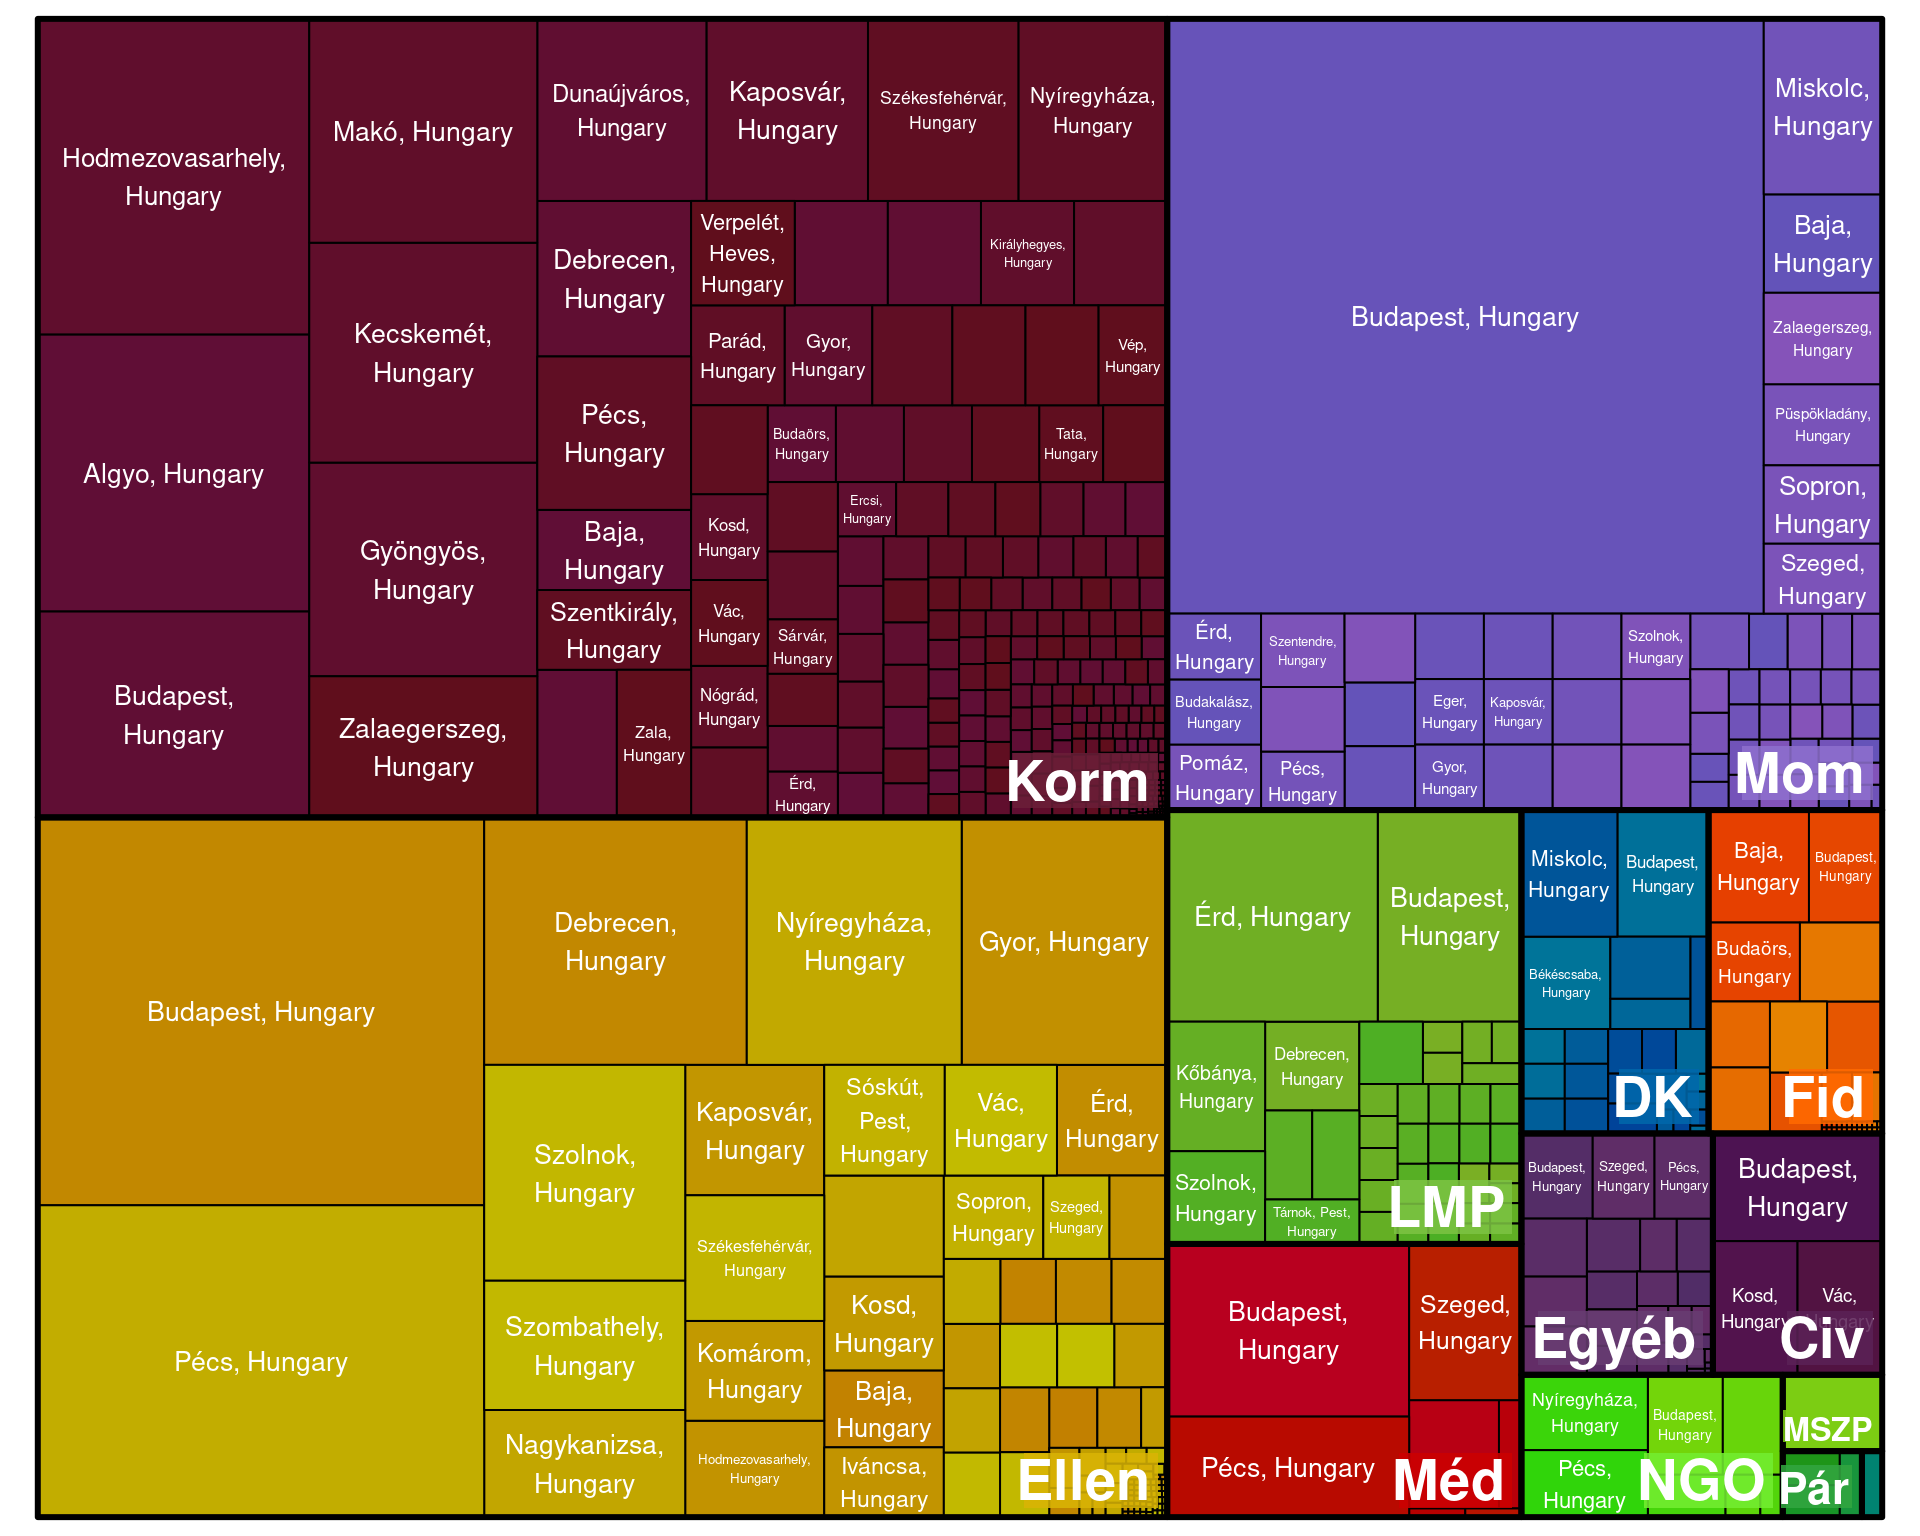 Hodmezovasarhely,
Hungary
Algyo, Hungary
Budapest,
Hungary
Makó, Hungary
Kecskemét,
Hungary
Gyöngyös,
Hungary
Zalaegerszeg,
Hungary
Dunaújváros,
Hungary
Kaposvár,
Hungary
Székesfehérvár,
Hungary
Nyíregyháza,
Hungary
Debrecen,
Hungary
Pécs,
Hungary
Baja,
Hungary
Szentkirály,
Hungary
Zala,
Hungary
Verpelét,
Heves,
Hungary
Királyhegyes,
Hungary
Parád,
Hungary
Gyor,
Hungary
Vép,
Hungary
Budaörs,
Hungary
Tata,
Hungary
Kosd,
Hungary
Ercsi,
Hungary
Vác,
Hungary
Sárvár,
Hungary
Nógrád,
Hungary
Érd,
Hungary
Korm
Budapest, Hungary
Miskolc,
Hungary
Baja,
Hungary
Zalaegerszeg,
Hungary
Püspökladány,
Hungary
Sopron,
Hungary
Szeged,
Hungary
Érd,
Hungary
Szentendre,
Hungary
Szolnok,
Hungary
Budakalász,
Hungary
Eger,
Hungary
Kaposvár,
Hungary
Pomáz,
Hungary
Pécs,
Hungary
Gyor,
Hungary
Mom
Budapest, Hungary
Pécs, Hungary
Debrecen,
Hungary
Nyíregyháza,
Hungary
Gyor, Hungary
Szolnok,
Hungary
Szombathely,
Hungary
Nagykanizsa,
Hungary
Kaposvár,
Hungary
Székesfehérvár,
Hungary
Komárom,
Hungary
Hodmezovasarhely,
Hungary
Sóskút,
Pest,
Hungary
Vác,
Hungary
Érd,
Hungary
Sopron,
Hungary
Szeged,
Hungary
Kosd,
Hungary
Baja,
Hungary
Iváncsa,
Hungary
Ellen
Érd, Hungary
Budapest,
Hungary
Kőbánya,
Hungary
Debrecen,
Hungary
Szolnok,
Hungary
Tárnok, Pest,
Hungary
LMP
Miskolc,
Hungary
Budapest,
Hungary
Békéscsaba,
Hungary
DK
Baja,
Hungary
Budapest,
Hungary
Budaörs,
Hungary
Fid
Budapest,
Hungary
Pécs, Hungary
Szeged,
Hungary
Méd
Budapest,
Hungary
Szeged,
Hungary
Pécs,
Hungary
Egyéb
Budapest,
Hungary
Kosd,
Hungary
Vác,
Hungary
Civ
Nyíregyháza,
Hungary
Budapest,
Hungary
Pécs,
Hungary
NGO
MSZP
Pár